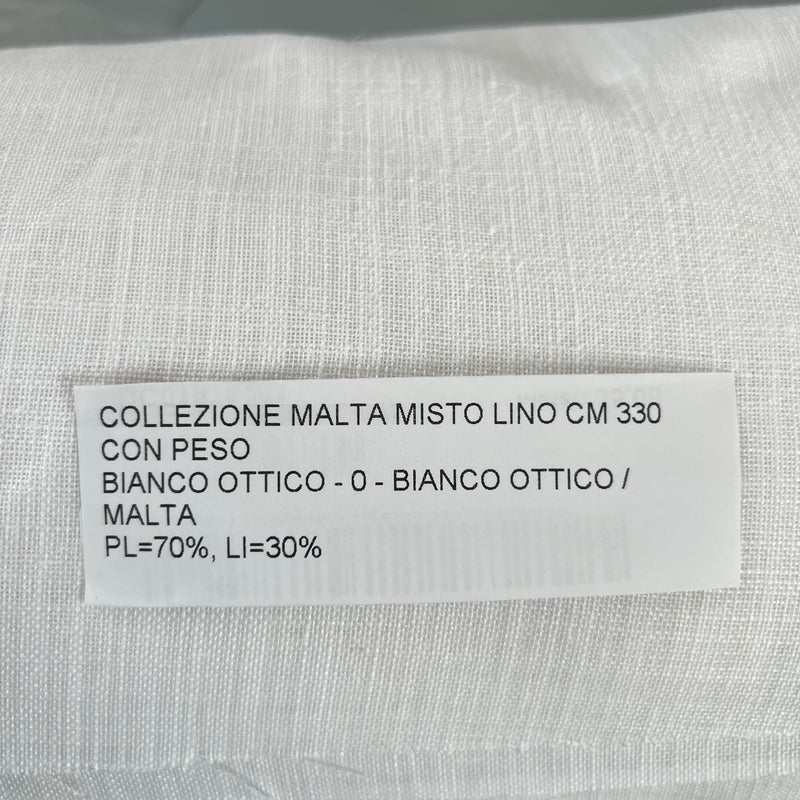 COLLEZIONE MALTA MISTO LINO CM 330
CON PESO
BIANCO OTTICO - 0 - BIANCO OTTICO /
MALTA
PL=70%, LI=30%